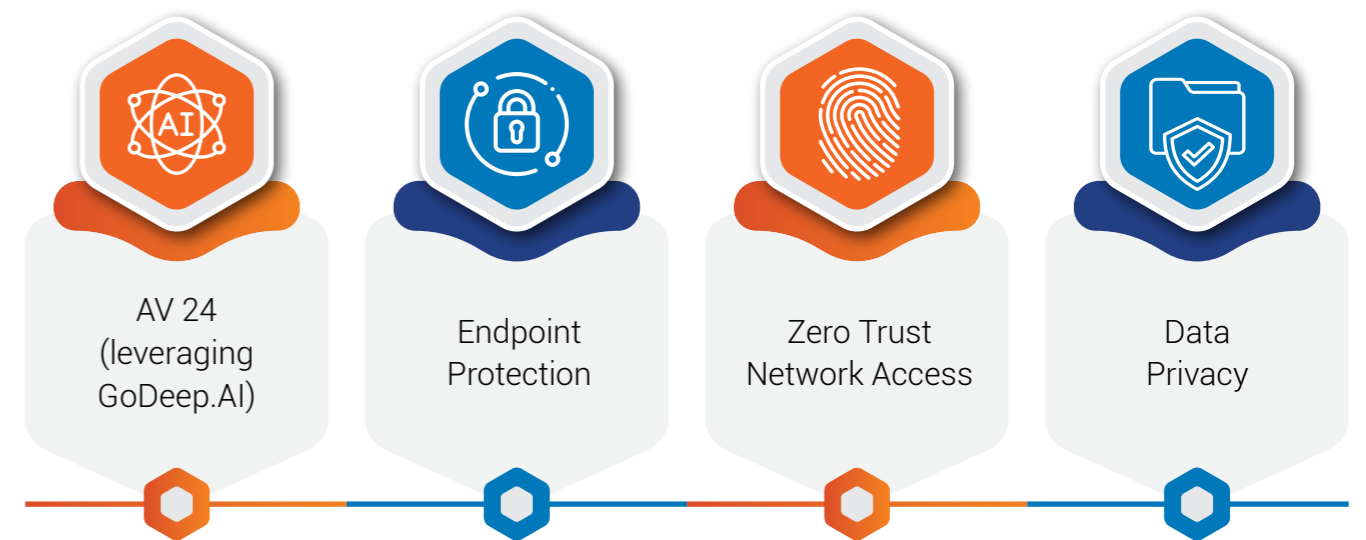 AI
AV 24
(leveraging
GoDeep.AI)
Endpoint
Protection
Zero Trust
Network Access
Data
Privacy